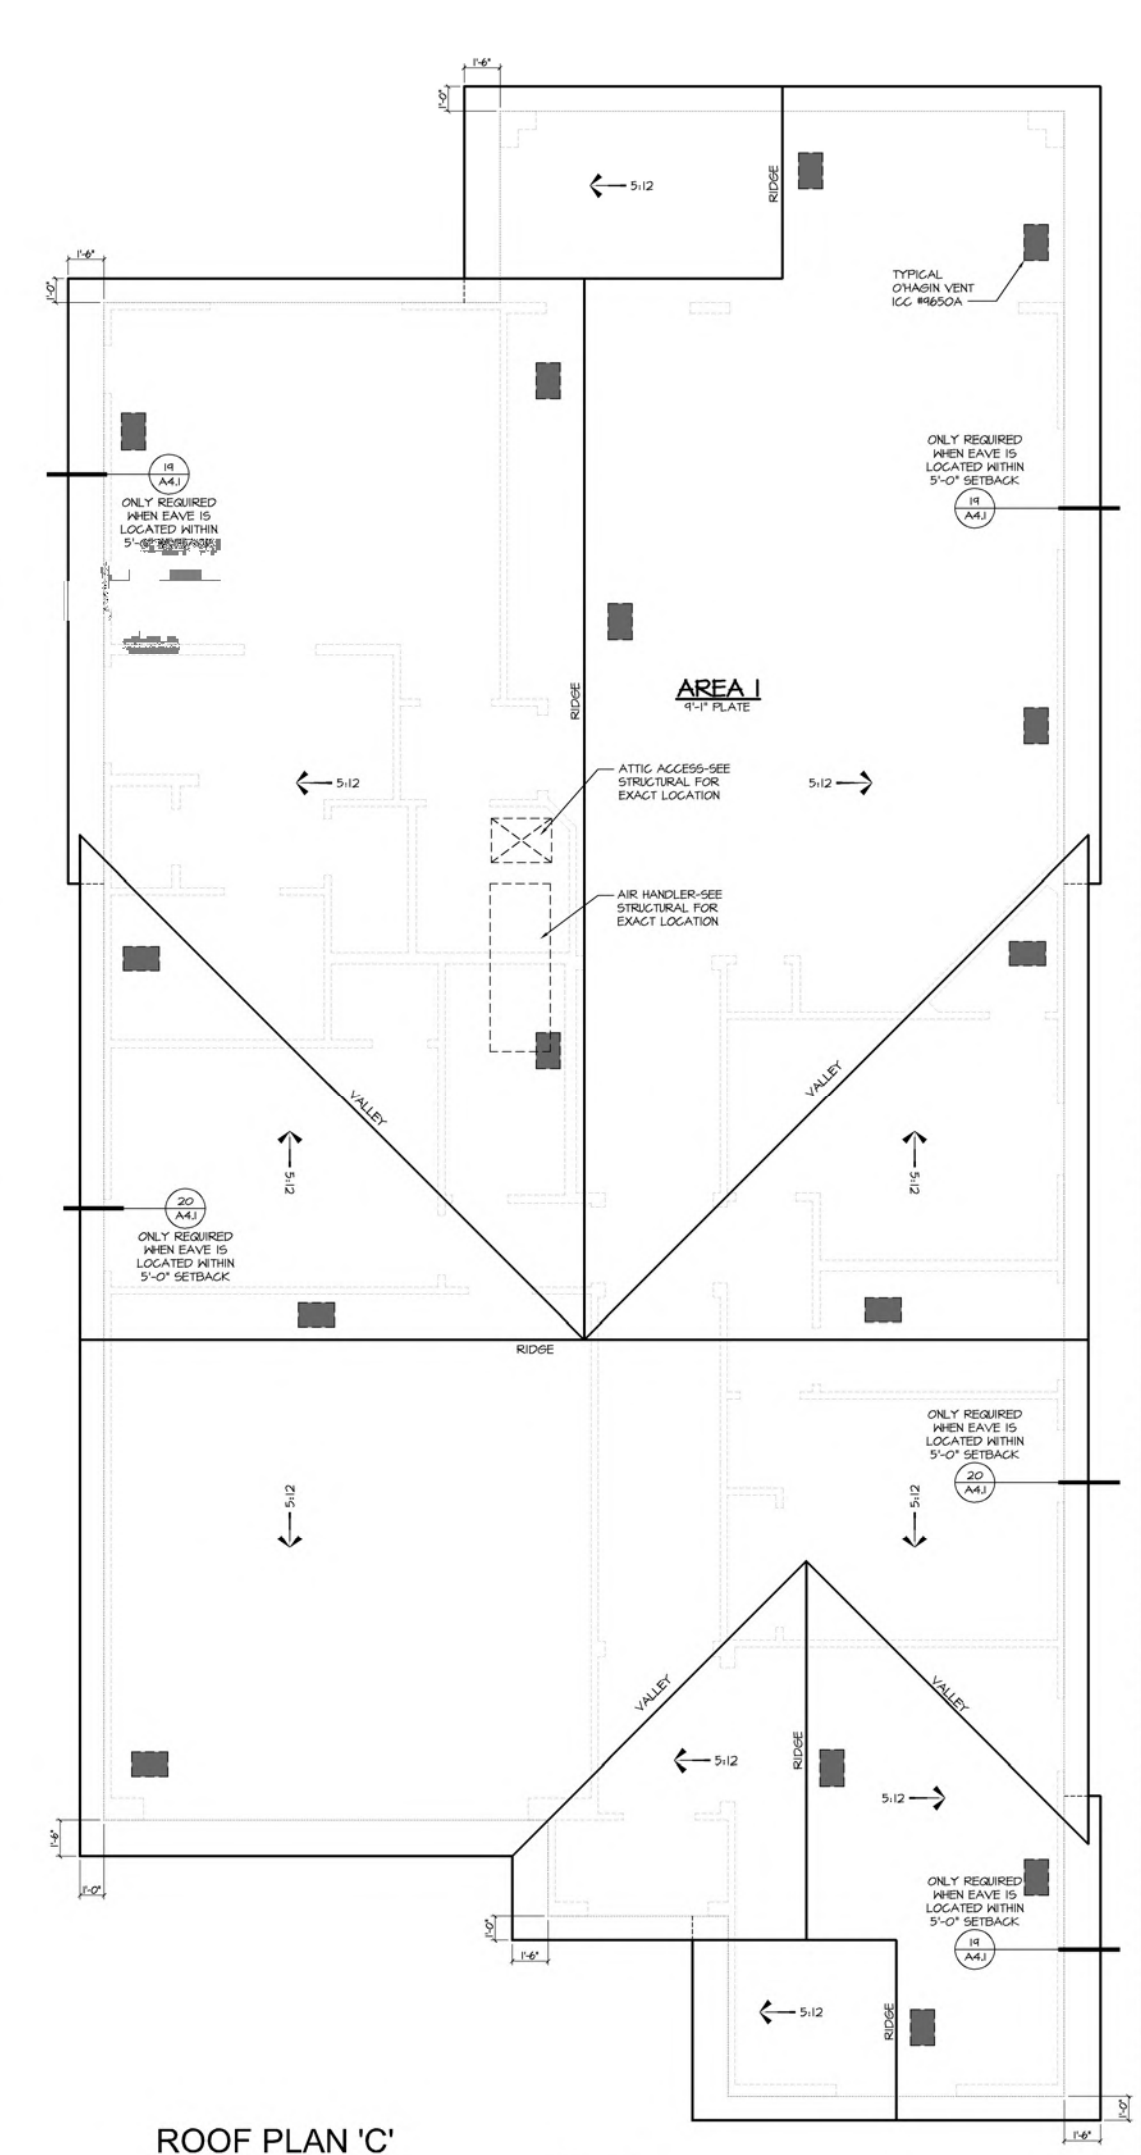 1'-6"
1'-0"
RIDGE
5:12
1'-6"
1'-0"
TYPICAL
O'HAGIN VENT
ICC #9650A
ONLY REQUIRED
WHEN EAVE IS
LOCATED WITHIN
5'-0" SETBACK
19
A4.1
19
A4.1
ONLY REQUIRED
WHEN EAVE IS
LOCATED WITHIN
RIDGE
AREA 1
9'-1" PLATE
ATTIC ACCESS-SEE
STRUCTURAL FOR
EXACT LOCATION
5:12
5:12
AIR HANDLER-SEE
STRUCTURAL FOR
EXACT LOCATION
VALLEY
VALLEY
5:12
5:12
20
A4.1
ONLY REQUIRED
WHEN EAVE IS
LOCATED WITHIN
5'-0" SETBACK
RIDGE
ONLY REQUIRED
WHEN EAVE IS
LOCATED WITHIN
5'-0" SETBACK
20
A4.1
5:12
5:12
VALLEY
VALLEY
RIDGE
5:12
5:12
1'-6"
1'-0"
ONLY REQUIRED
WHEN EAVE IS
LOCATED WITHIN
5'-0" SETBACK
19
A4.1
1'-0"
1'-6"
5:12
RIDGE
1'-0"
1'-6"
ROOF PLAN 'C'